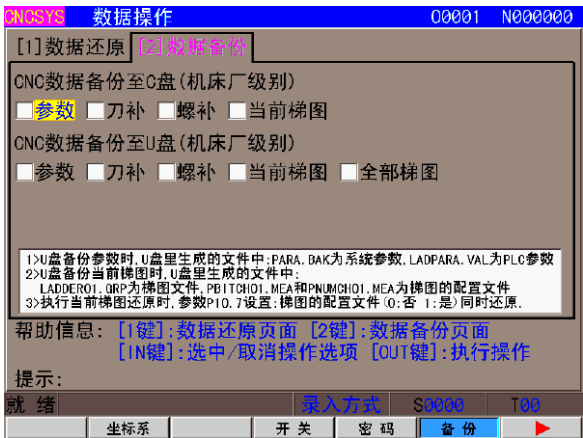 CNCSYS 数据操作 O0001 N000000
[1]数据还原 [2]数据备份
CNC数据备份至C盘(机床厂级别)
参数 刀补 螺补 当前梯图
CNC数据备份至U盘(机床厂级别)
参数 刀补 螺补 当前梯图 全部梯图
1>U盘备份参数时,U盘里生成的文件中:PARA.BAK为系统参数,LADPARA.VAL为PLC参数
2>U盘备份当前梯图时,U盘里生成的文件中:
LADDER01.GRP为梯图文件,PBITCH01.MEA和PNUMCH01.MEA为梯图的配置文件
3>执行当前梯图还原时,参数P10.7设置:梯图的配置文件(0:否 1:是)同时还原.
帮助信息: [1键]:数据还原页面 [2键]:数据备份页面
[IN键]:选中/取消操作选项 [OUT键]:执行操作
提示:
就 绪 录入方式 S0000 T00
坐标系 开 关 密 码 备 份